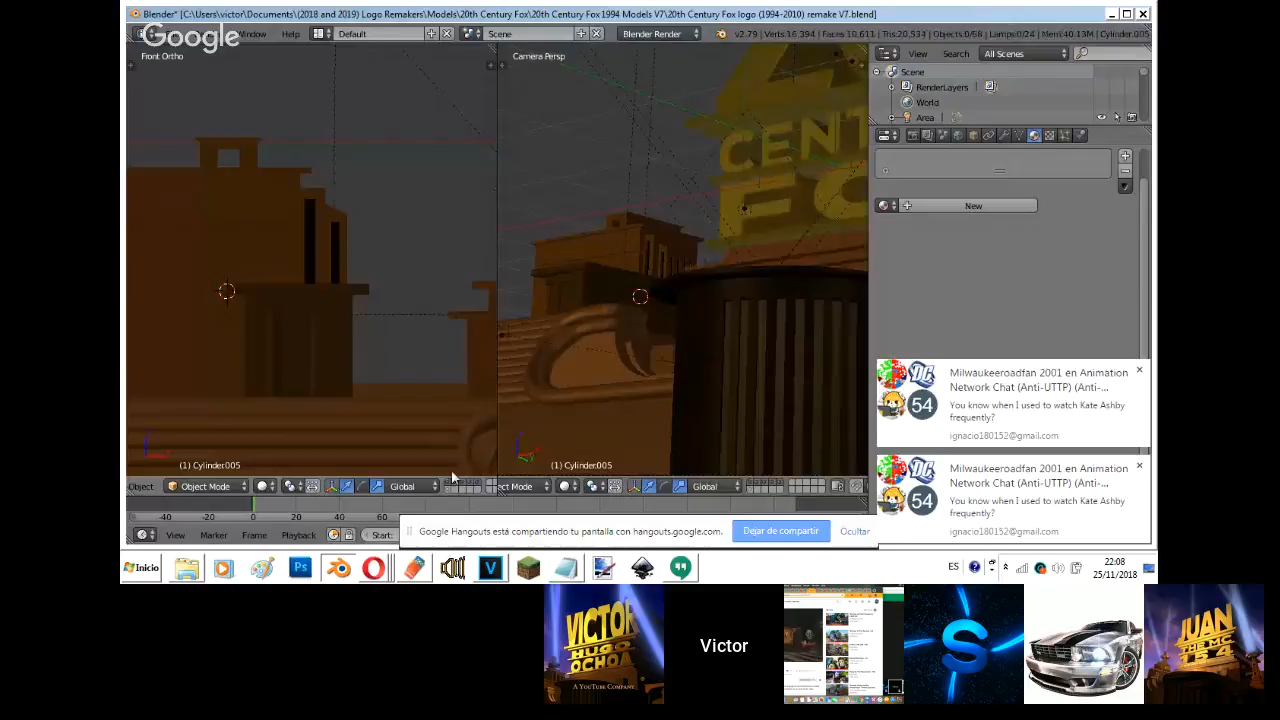 Blender* [C:\Users\victor\Documents\(2018 and 2019) Logo Remakers\Models\20th Century Fox\20th Century Fox 1994 Models V7\20th Century Fox logo (1994-2010) remake V7.blend]
Google
Window Help Default Scene Blender Render v2.79 | Verts:16,394 | Faces:10,611 | Tris:20,534 | Objects:0/58 | Lamps:0/24 | Mem:40.13M | Cylinder.005
View Search All Scenes
Front Ortho
Camera Persp
Scene
RenderLayers
World
Area
CENT
FO
New
Milwaukeeroadfan 2001 en Animation
Network Chat (Anti-UTTP) (Anti-...
54
You know when I used to watch Kate Ashby
frequently?
ignacio180152@gmail.com
Milwaukeeroadfan 2001 en Animation
Network Chat (Anti-UTTP) (Anti-...
54
You know when I used to watch Kate Ashby
frequently?
ignacio180152@gmail.com
(1) Cylinder.005
(1) Cylinder.005
Object Object Mode Global
ct Mode Global
-40 -20 0 20 40 60
View Marker Frame Playback Start:
Google Hangouts está compartiendo tu pantalla con hangouts.google.com.
Dejar de compartir
Ocultar
Inicio
Ps
V
ES
22:08
25/11/2018
VICTOR
A YOUTUBE COMPANY
Victor
JUAN